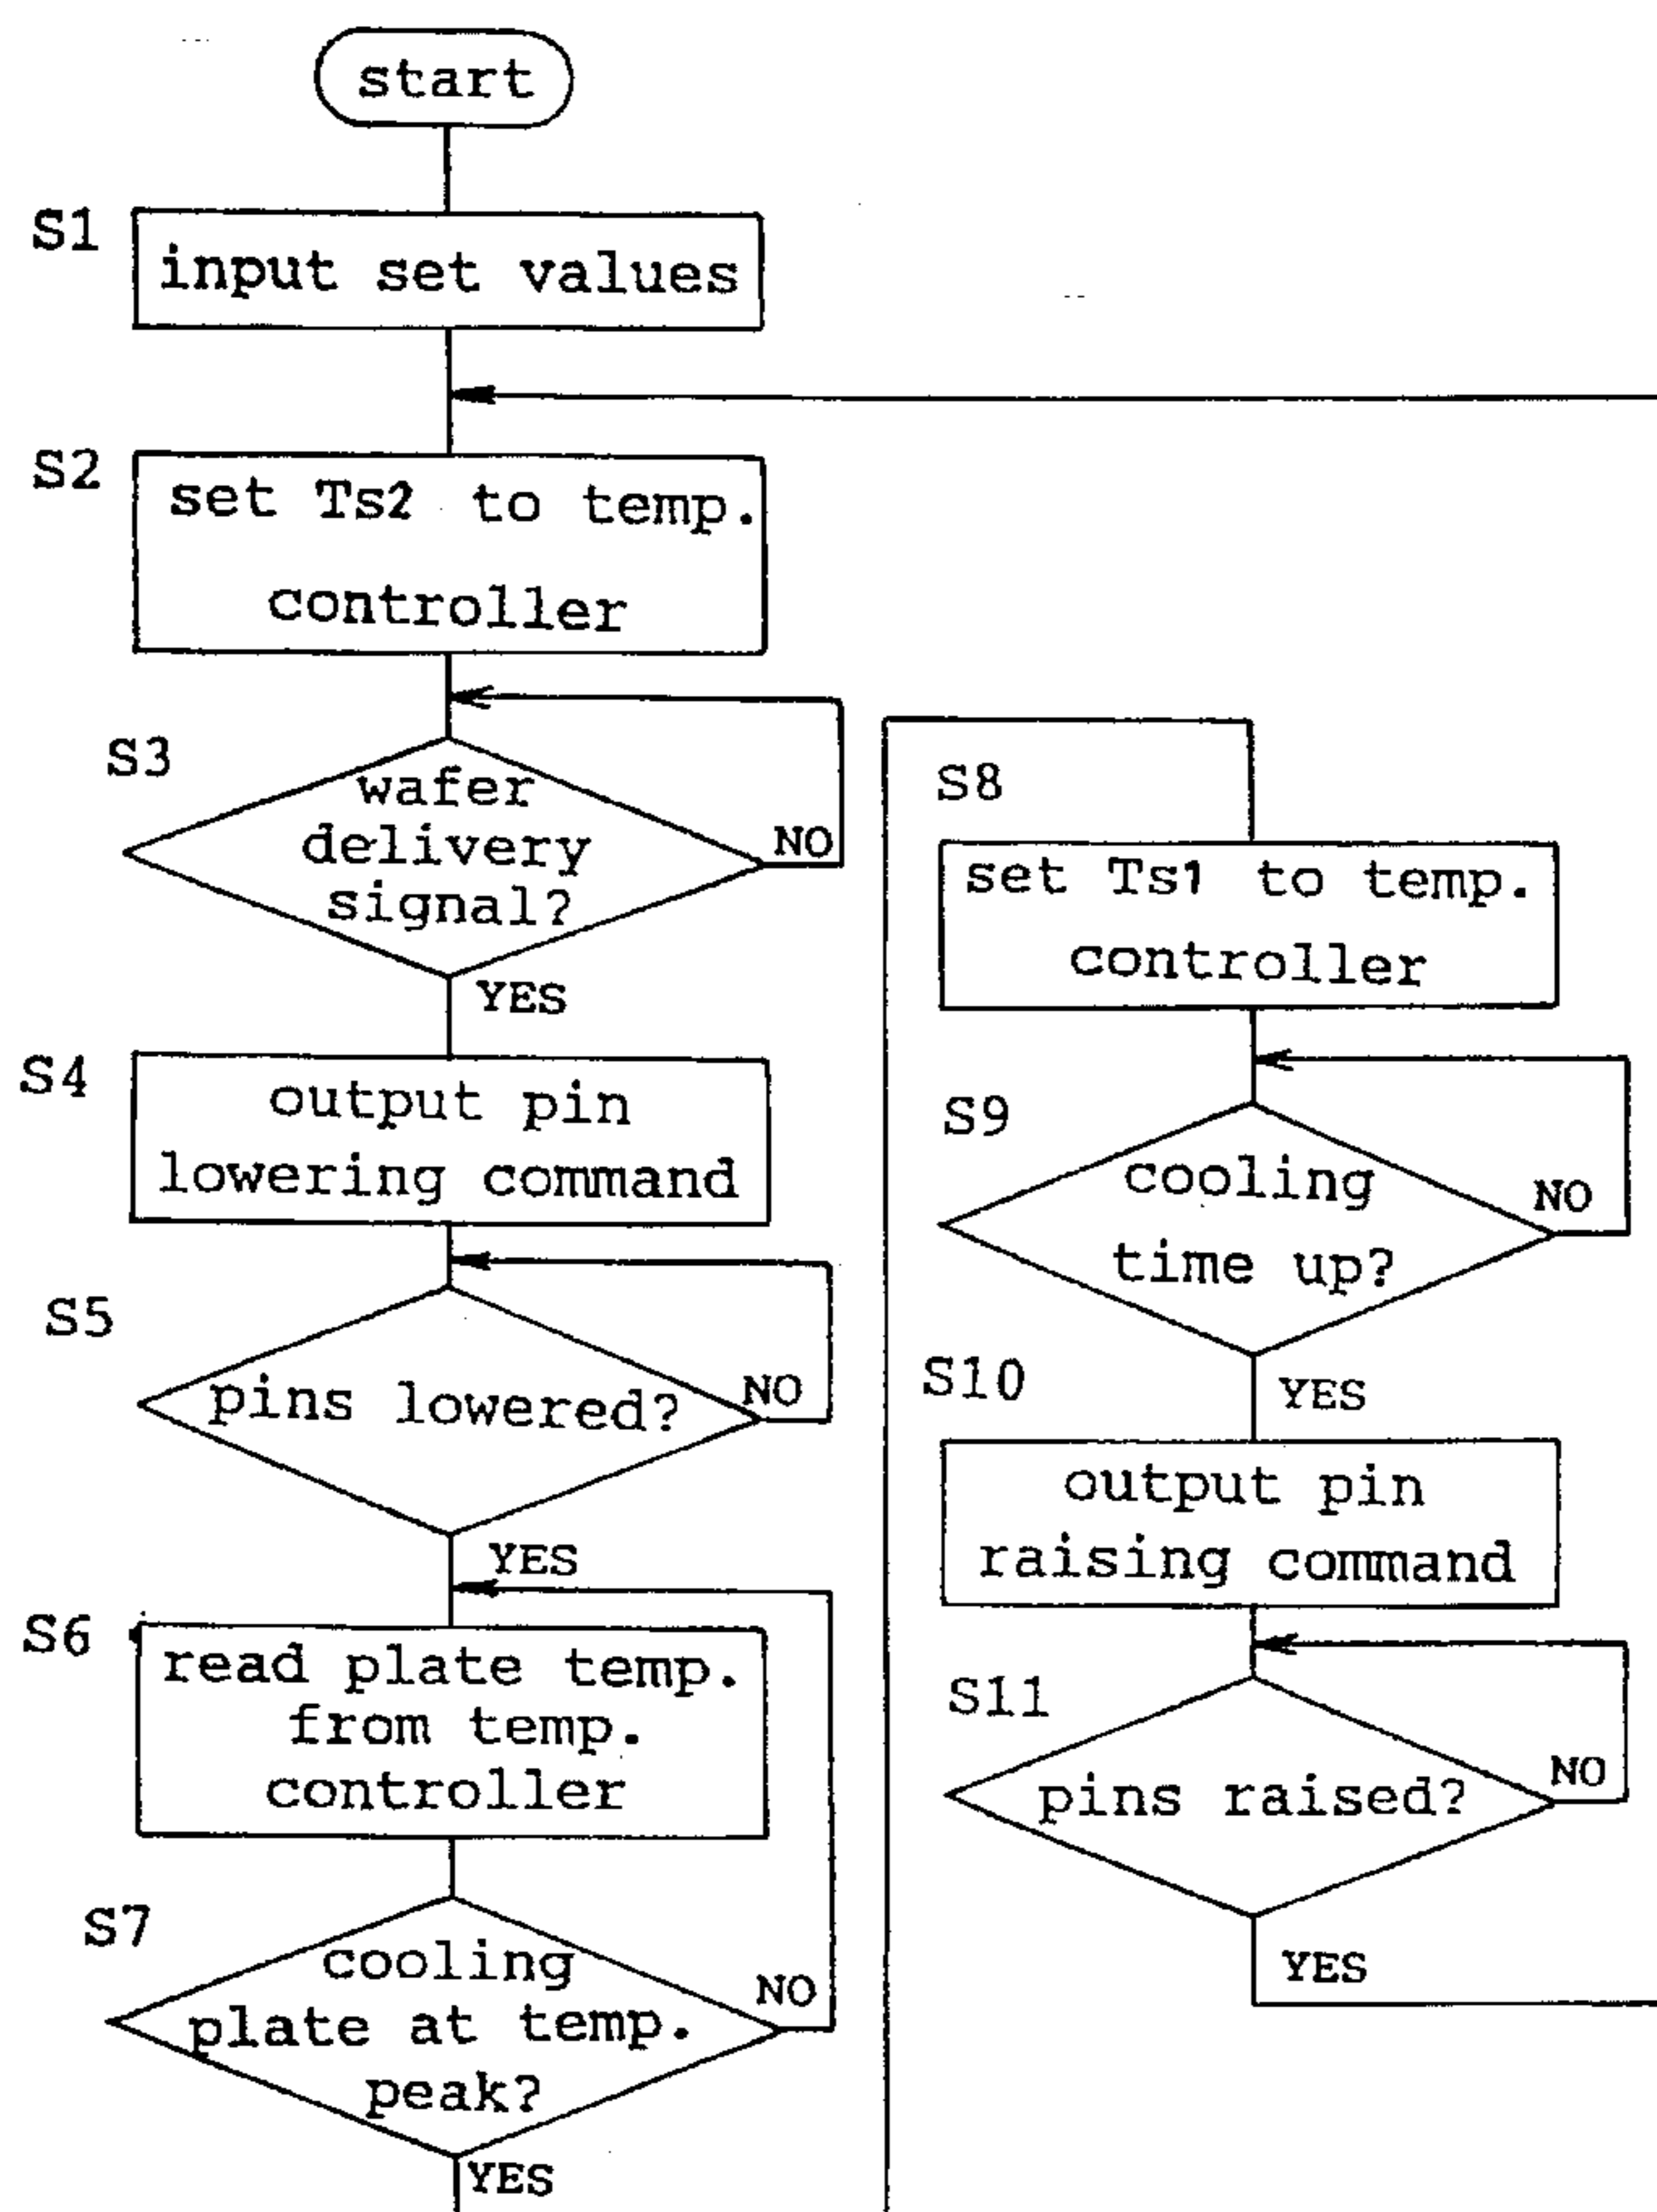 start
S1
input set values
S2
set Ts2 to temp.
controller
S3
wafer
delivery
signal?
NO
YES
S4
output pin
lowering command
S5
pins lowered?
NO
YES
S6
read plate temp.
from temp.
controller
S7
cooling
plate at temp.
peak?
NO
YES
S8
set Ts1 to temp.
controller
S9
cooling
time up?
NO
YES
S10
output pin
raising command
S11
pins raised?
NO
YES